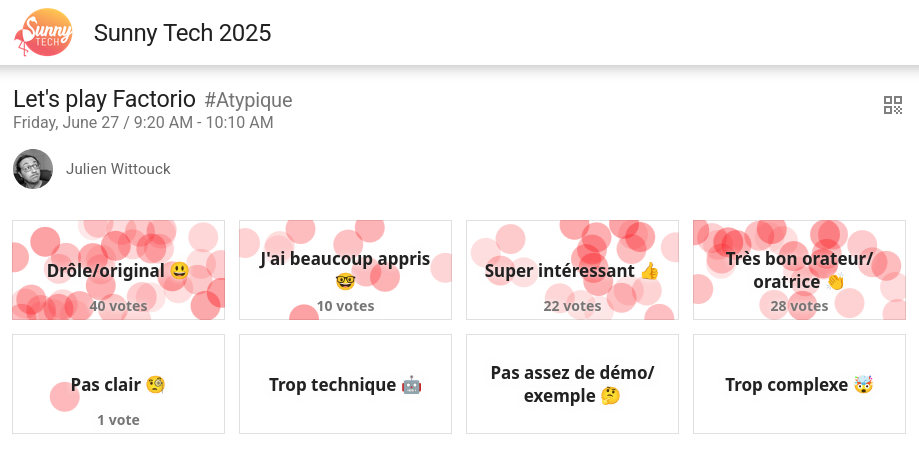 Sunny
TECH
Sunny Tech 2025
Let's play Factorio #Atypique
Friday, June 27 / 9:20 AM - 10:10 AM
Julien Wittouck
Drôle/original 😃
40 votes
J'ai beaucoup appris
🤓
10 votes
Super intéressant 👍
22 votes
Très bon orateur/
oratrice 👏
28 votes
Pas clair 🧐
1 vote
Trop technique 🤖
Pas assez de démo/
exemple 🤔
Trop complexe 🤯